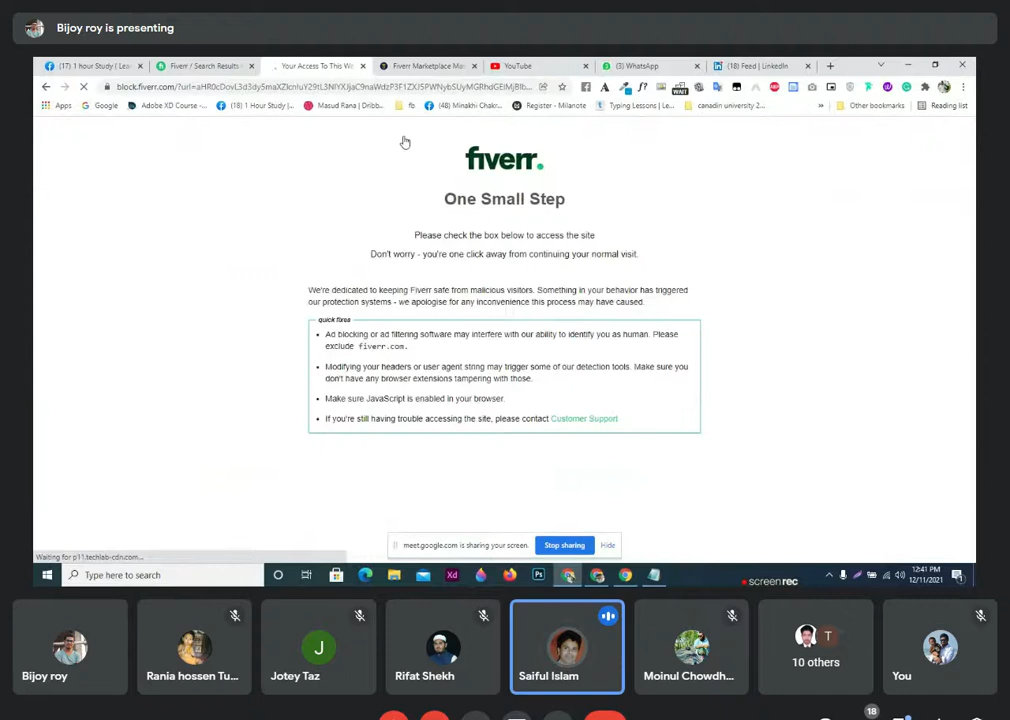 Bijoy roy is presenting
(17) 1 hour Study ( Lea
Fiverr / Search Results
Your Access To This We
Fiverr Marketplace Ma
YouTube
(3) WhatsApp
(18) Feed | LinkedIn
Apps
Google
Adobe XD Course -...
(18) 1 Hour Study |...
Masud Rana | Dribb...
fo
(48) Minakhi Chakr...
Register - Milanote
Typing Lessons | Le...
canadin university 2...
»
Other bookmarks
Reading list
fiverr.
One Small Step
Please check the box below to access the site
Don't worry - you're one click away from continuing your normal visit.
We're dedicated to keeping Fiverr safe from malicious visitors. Something in your behavior has triggered
our protection systems - we apologise for any inconvenience this process may have caused.
quick fixes
• Ad blocking or ad filtering software may interfere with our ability to identify you as human. Please
exclude fiverr.com.
• Modifying your headers or user agent string may trigger some of our detection tools. Make sure you
don't have any browser extensions tampering with those.
• Make sure JavaScript is enabled in your browser.
• If you're still having trouble accessing the site, please contact Customer Support
meet.google.com is sharing your screen.
Stop sharing
Hide
Waiting for p11.techlab-cdn.com...
Type here to search
Xd
Ps
12:41 PM
12/11/2021
screenrec
Bijoy roy
Rania hossen Tu...
J
Jotey Taz
Rifat Shekh
Saiful Islam
Moinul Chowdh...
T
10 others
You
18